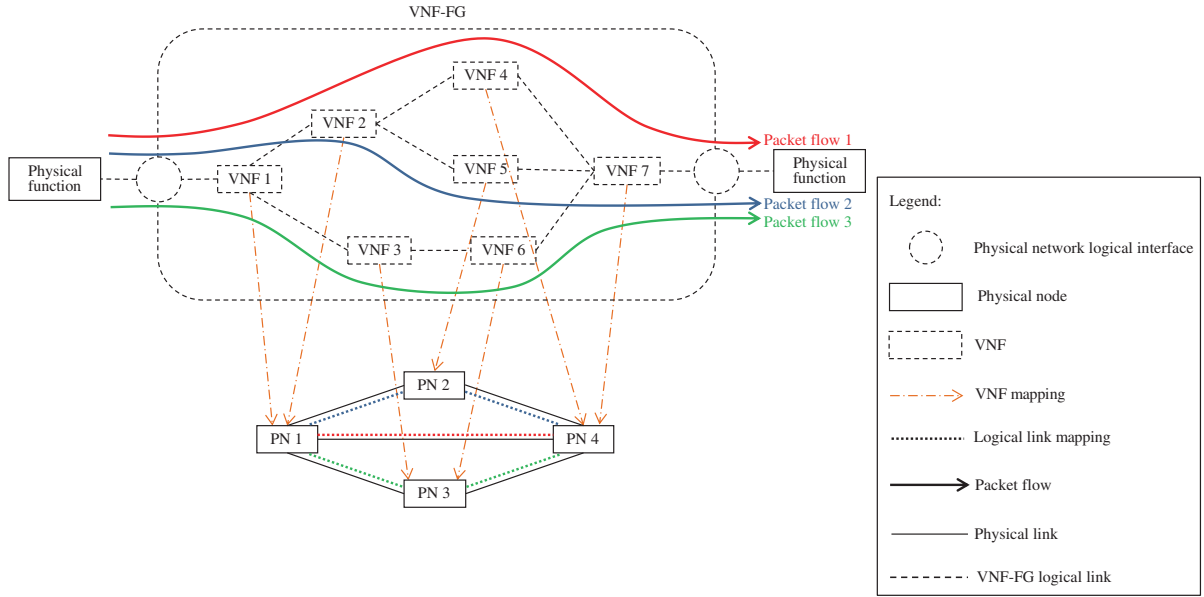 VNF-FG
VNF 4
VNF 2
Packet flow 1
Physical
function
VNF 1
VNF 5
VNF 7
Physical
function
Packet flow 2
Packet flow 3
VNF 3
VNF 6
PN 2
PN 1
PN 4
PN 3
Legend:
Physical network logical interface
Physical node
VNF
VNF mapping
Logical link mapping
Packet flow
Physical link
VNF-FG logical link